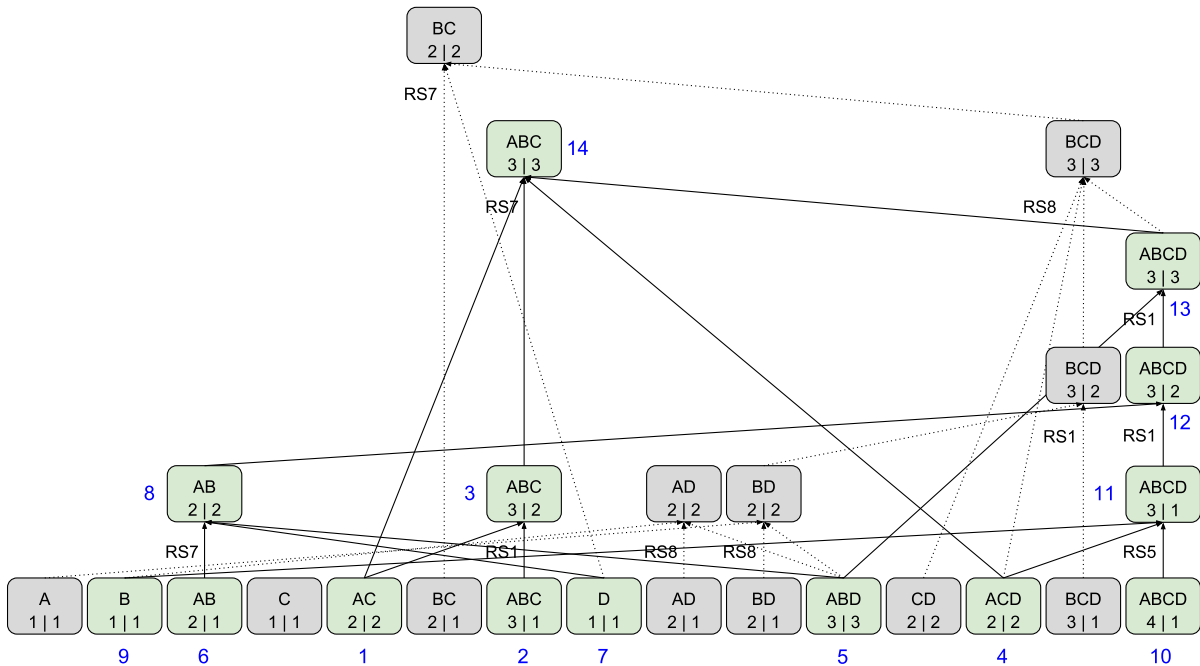 BC
2 | 2
RS7
ABC
3 | 3
14
BCD
3 | 3
RS7
RS8
ABCD
3 | 3
13
RS1
BCD
3 | 2
ABCD
3 | 2
12
RS1
RS1
8
AB
2 | 2
3
ABC
3 | 2
AD
2 | 2
BD
2 | 2
11
ABCD
3 | 1
RS7
RS1
RS8
RS8
RS5
A
1 | 1
B
1 | 1
AB
2 | 1
C
1 | 1
AC
2 | 2
BC
2 | 1
ABC
3 | 1
D
1 | 1
AD
2 | 1
BD
2 | 1
ABD
3 | 3
CD
2 | 2
ACD
2 | 2
BCD
3 | 1
ABCD
4 | 1
9
6
1
2
7
5
4
10